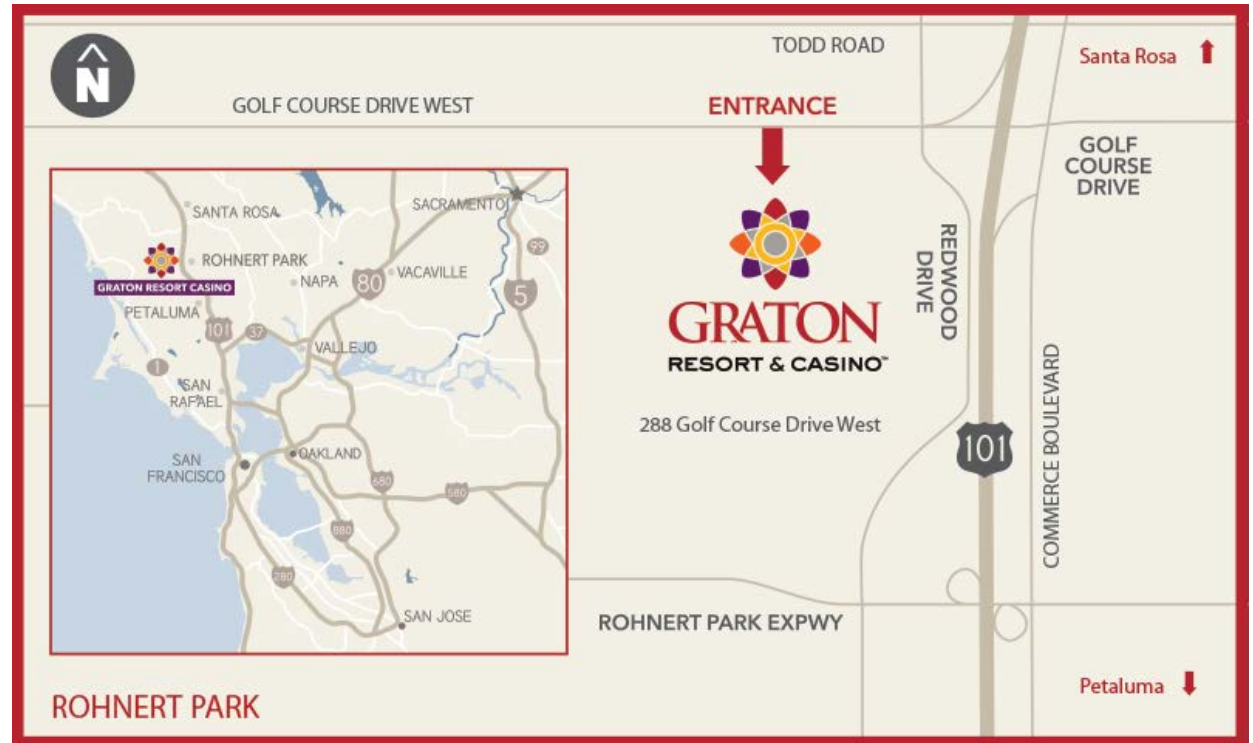 N
TODD ROAD
Santa Rosa
GOLF COURSE DRIVE WEST
ENTRANCE
GOLF
COURSE
DRIVE
SANTA ROSA
SACRAMENTO
99
ROHNERT PARK
GRATON RESORT CASINO
NAPA
80
VACAVILLE
5
PETALUMA
101
37
VALLEJO
1
SAN
RAFAEL
SAN
FRANCISCO
OAKLAND
680
580
880
280
SAN JOSE
REDWOOD
DRIVE
GRATON
RESORT & CASINO™
288 Golf Course Drive West
101
COMMERCE BOULEVARD
ROHNERT PARK EXPWY
Petaluma
ROHNERT PARK